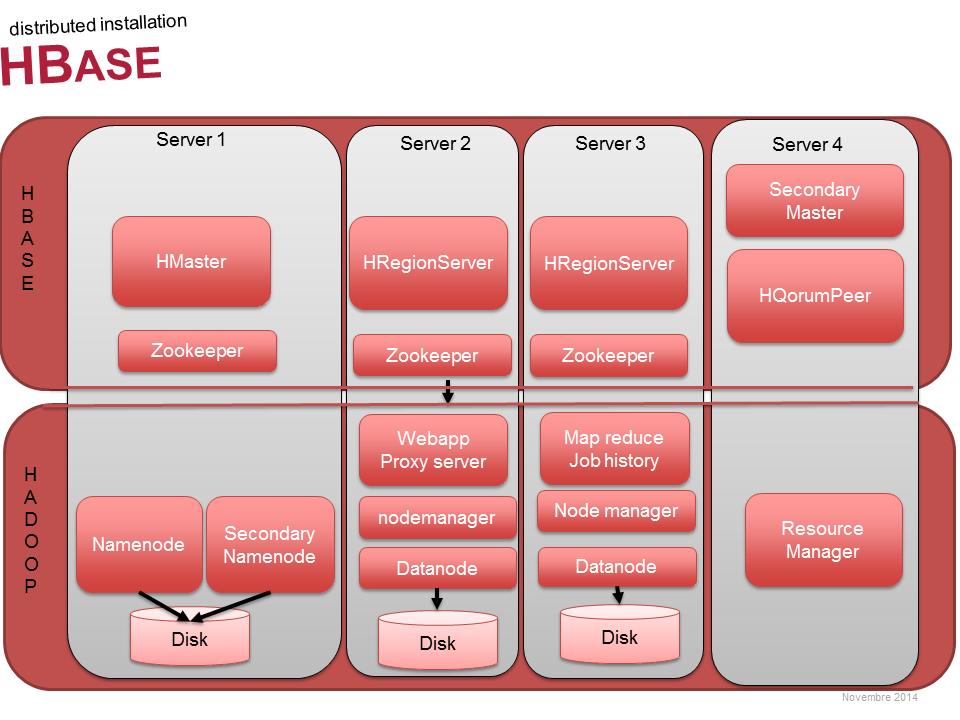 distributed installation
HBASE
H
B
A
S
E
Server 1
HMaster
Zookeeper
Server 2
HRegionServer
Zookeeper
Server 3
HRegionServer
Zookeeper
Server 4
Secondary
Master
HQorumPeer
H
A
D
O
O
P
Namenode
Secondary
Namenode
Disk
Webapp
Proxy server
nodemanager
Datanode
Disk
Map reduce
Job history
Node manager
Datanode
Disk
Resource
Manager
Novembre 2014